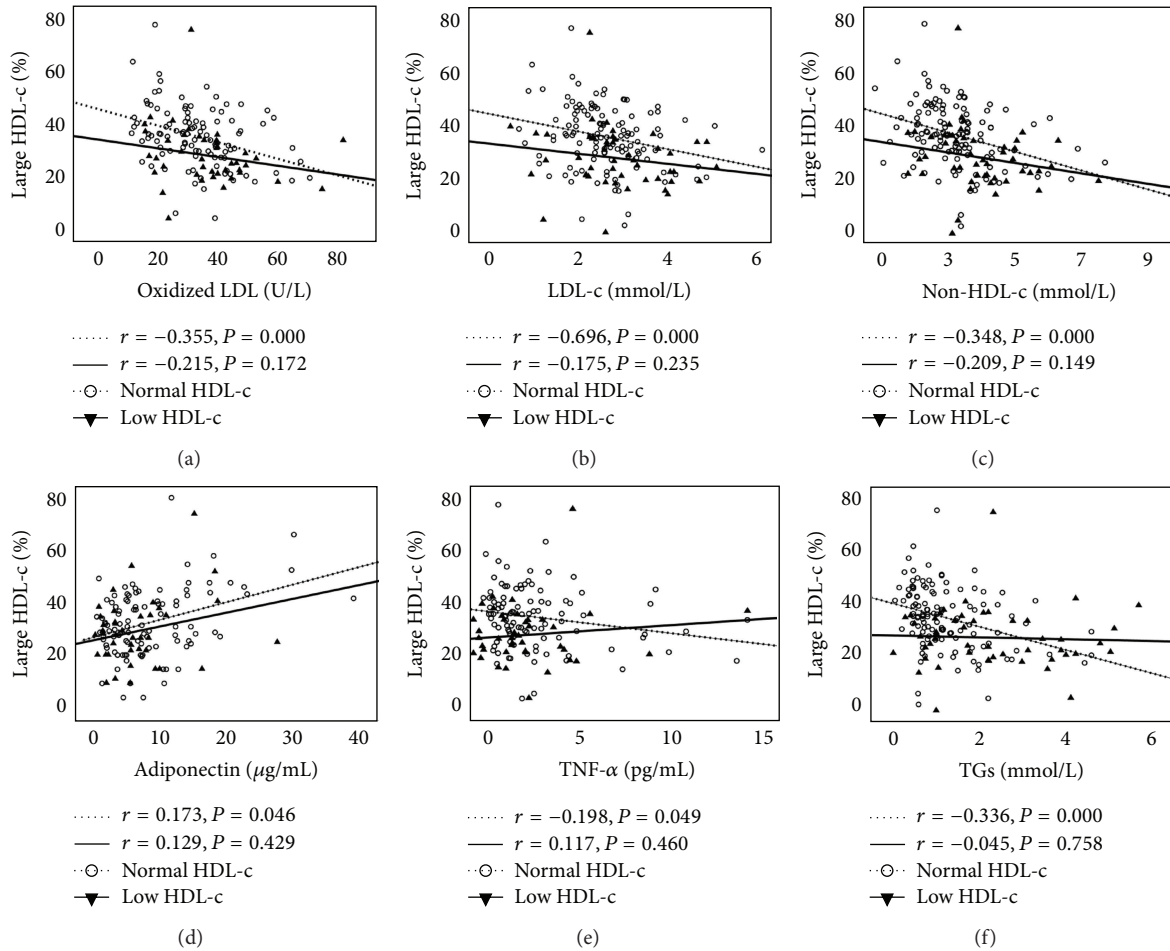 80
60
40
20
0
Large HDL-c (%)
0 20 40 60 80
Oxidized LDL (U/L)
r = −0.355, P = 0.000
r = −0.215, P = 0.172
Normal HDL-c
Low HDL-c
(a)
80
60
40
20
0
Large HDL-c (%)
0 2 4 6
LDL-c (mmol/L)
r = −0.696, P = 0.000
r = −0.175, P = 0.235
Normal HDL-c
Low HDL-c
(b)
80
60
40
20
0
Large HDL-c (%)
0 3 5 7 9
Non-HDL-c (mmol/L)
r = −0.348, P = 0.000
r = −0.209, P = 0.149
Normal HDL-c
Low HDL-c
(c)
80
60
40
20
0
Large HDL-c (%)
0 10 20 30 40
Adiponectin (μg/mL)
r = 0.173, P = 0.046
r = 0.129, P = 0.429
Normal HDL-c
Low HDL-c
(d)
80
60
40
20
0
Large HDL-c (%)
0 5 10 15
TNF-α (pg/mL)
r = −0.198, P = 0.049
r = 0.117, P = 0.460
Normal HDL-c
Low HDL-c
(e)
80
60
40
20
0
Large HDL-c (%)
0 2 4 6
TGs (mmol/L)
r = −0.336, P = 0.000
r = −0.045, P = 0.758
Normal HDL-c
Low HDL-c
(f)